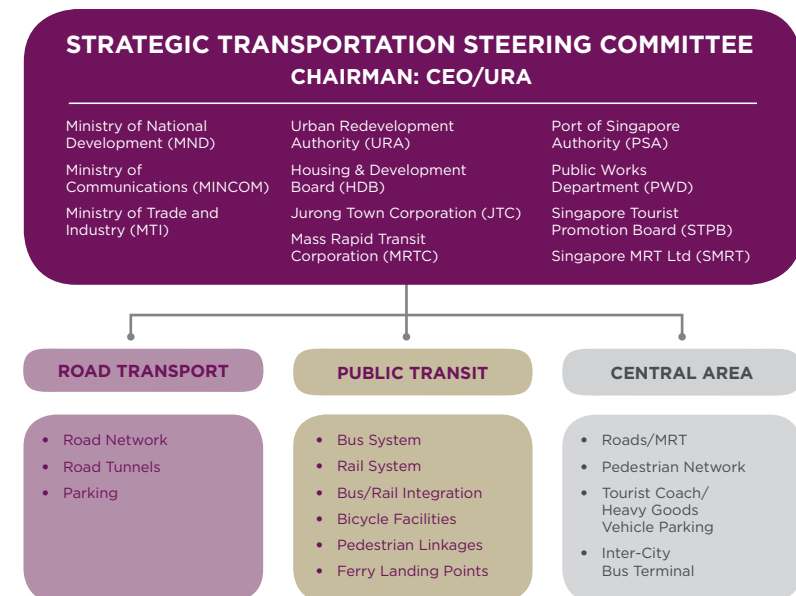 STRATEGIC TRANSPORTATION STEERING COMMITTEE
CHAIRMAN: CEO/URA
Ministry of National
Development (MND)
Ministry of
Communications (MINCOM)
Ministry of Trade and
Industry (MTI)
Urban Redevelopment
Authority (URA)
Housing & Development
Board (HDB)
Jurong Town Corporation (JTC)
Mass Rapid Transit
Corporation (MRTC)
Port of Singapore
Authority (PSA)
Public Works
Department (PWD)
Singapore Tourist
Promotion Board (STPB)
Singapore MRT Ltd (SMRT)
ROAD TRANSPORT
• Road Network
• Road Tunnels
• Parking
PUBLIC TRANSIT
• Bus System
• Rail System
• Bus/Rail Integration
• Bicycle Facilities
• Pedestrian Linkages
• Ferry Landing Points
CENTRAL AREA
• Roads/MRT
• Pedestrian Network
• Tourist Coach/
Heavy Goods
Vehicle Parking
• Inter-City
Bus Terminal